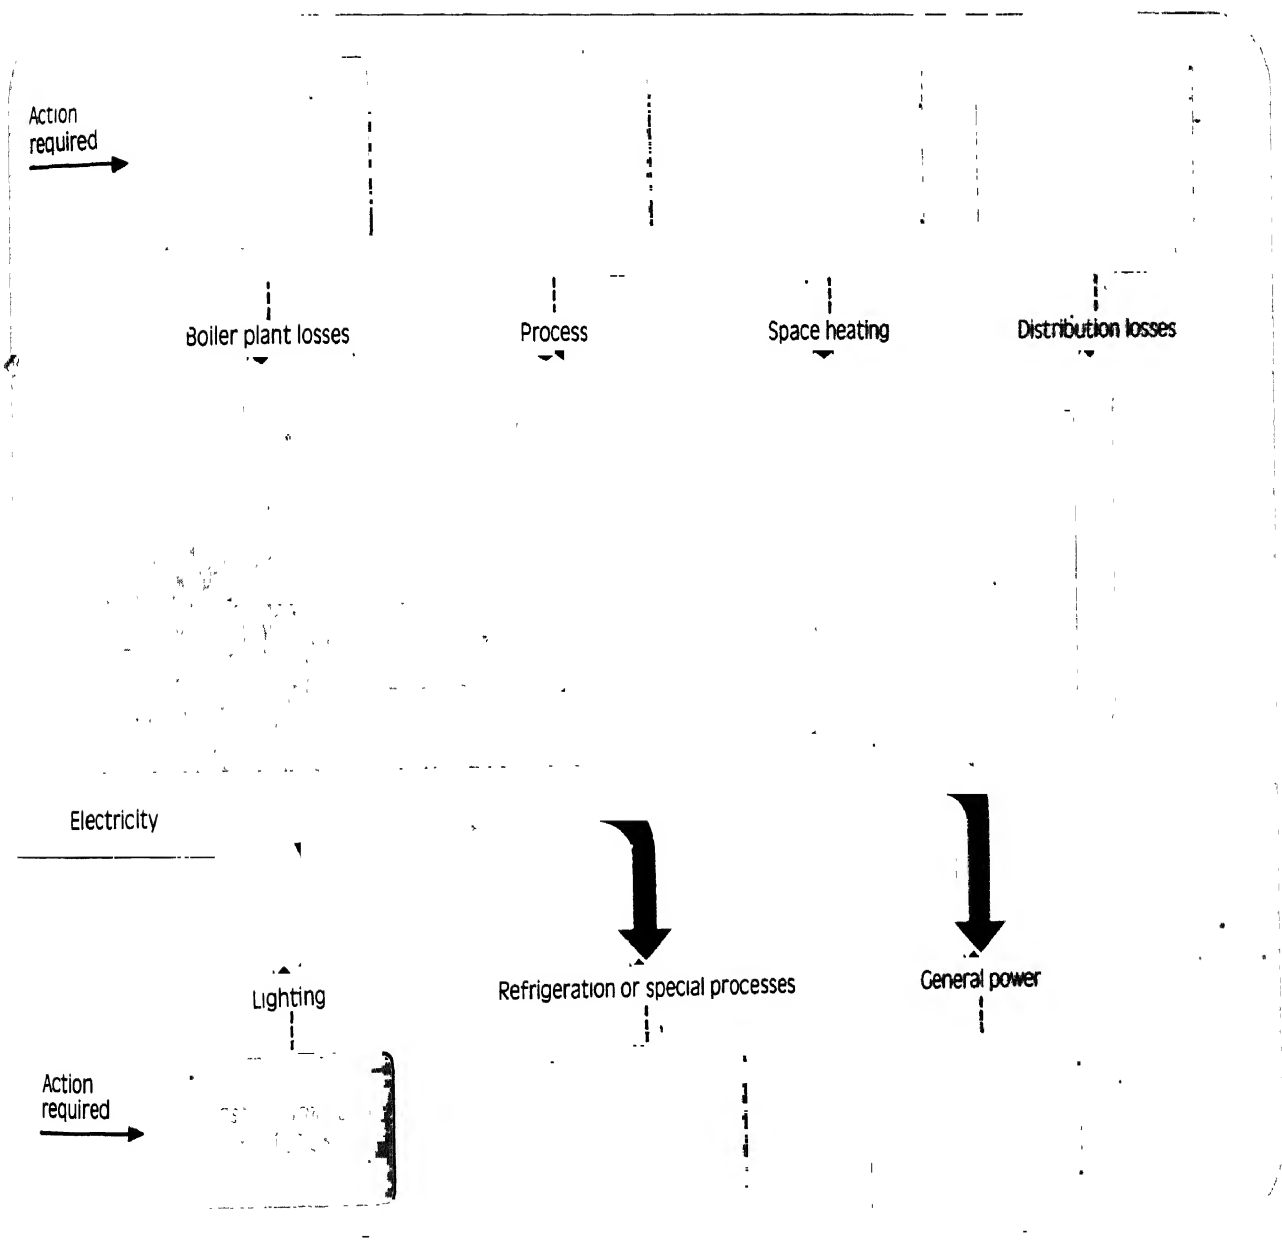 Action
required
Boiler plant losses
Process
Space heating
Distribution losses
Electricity
Lighting
Refrigeration or special processes
General power
Action
required